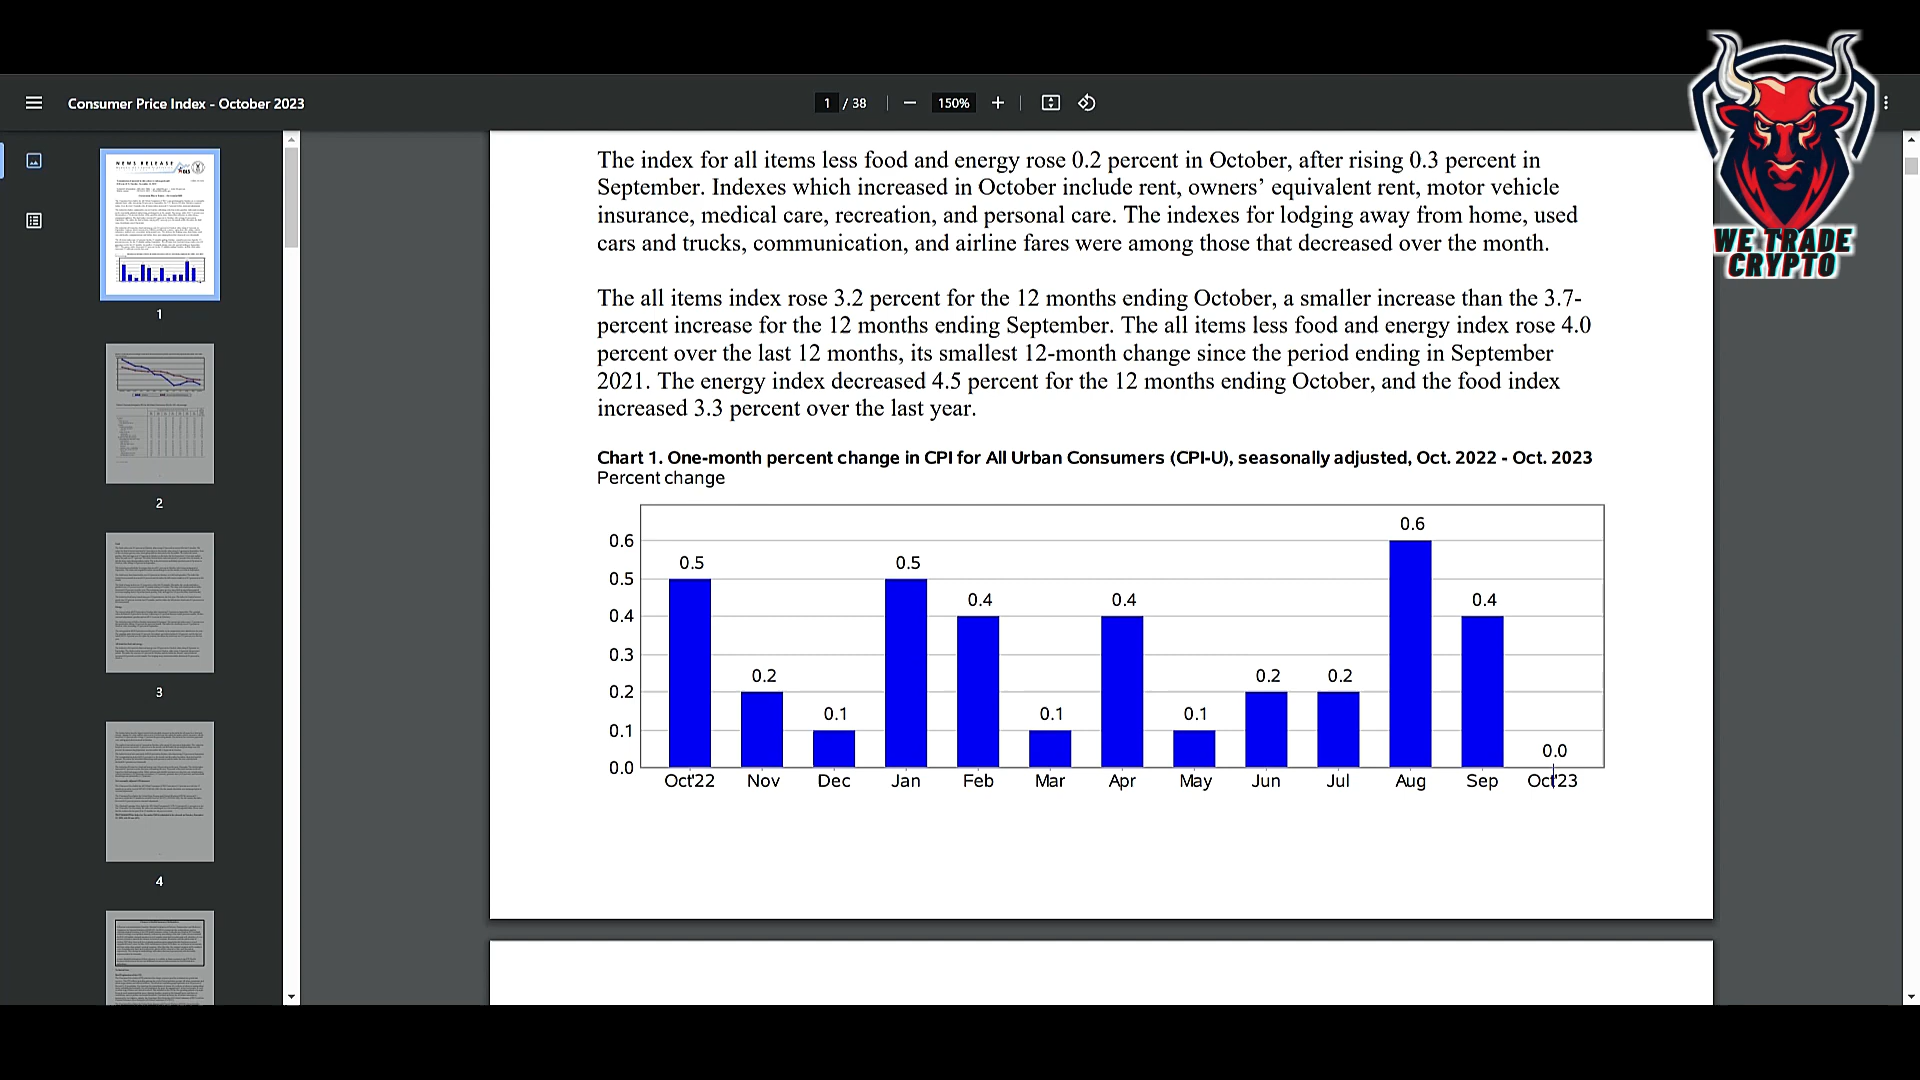 Consumer Price Index - October 2023
1 / 38
150%
WE TRADE
CRYPTO
NEWS RELEASE
BLS
1
2
3
4
The index for all items less food and energy rose 0.2 percent in October, after rising 0.3 percent in
September. Indexes which increased in October include rent, owners’ equivalent rent, motor vehicle
insurance, medical care, recreation, and personal care. The indexes for lodging away from home, used
cars and trucks, communication, and airline fares were among those that decreased over the month.
The all items index rose 3.2 percent for the 12 months ending October, a smaller increase than the 3.7-
percent increase for the 12 months ending September. The all items less food and energy index rose 4.0
percent over the last 12 months, its smallest 12-month change since the period ending in September
2021. The energy index decreased 4.5 percent for the 12 months ending October, and the food index
increased 3.3 percent over the last year.
Chart 1. One-month percent change in CPI for All Urban Consumers (CPI-U), seasonally adjusted, Oct. 2022 - Oct. 2023
Percent change
0.6
0.5
0.4
0.3
0.2
0.1
0.0
0.5
0.2
0.1
0.5
0.4
0.1
0.4
0.1
0.2
0.2
0.6
0.4
0.0
Oct'22 Nov Dec Jan Feb Mar Apr May Jun Jul Aug Sep Oct'23